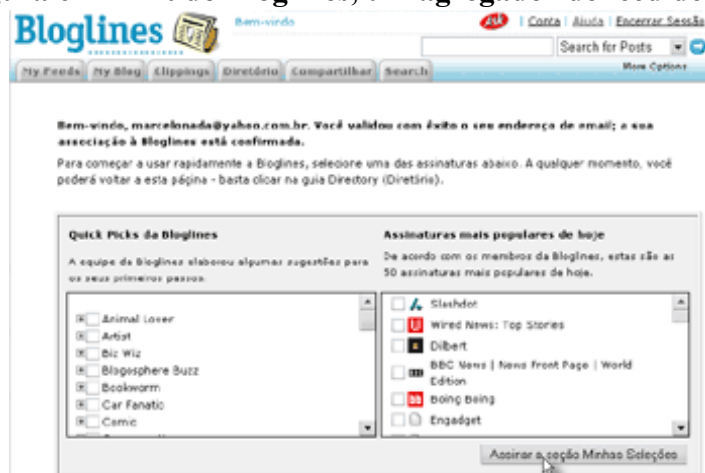 Bloglines
Bem-vindo
Ask | Conta | Ajuda | Encerrar Sessão
Search for Posts
My Feeds My Blog Clippings Diretório Compartilhar Search
More Options
Bem-vindo, marcelonada@yahoo.com.br. Você validou com êxito o seu endereço de email; a sua
associação à Bloglines está confirmada.
Para começar a usar rapidamente a Bloglines, selecione uma das assinaturas abaixo. A qualquer momento, você
poderá voltar a esta página - basta clicar na guia Directory (Diretório).
Quick Picks da Bloglines
A equipe da Bloglines elaborou algumas sugestões para
os seus primeiros passos.
Animal Lover
Artist
Biz Wiz
Blogosphere Buzz
Bookworm
Car Fanatic
Comic
Assinaturas mais populares de hoje
De acordo com os membros da Bloglines, estas são as
50 assinaturas mais populares de hoje.
Slashdot
Wired News: Top Stories
Dilbert
BBC News | News Front Page | World
Edition
Boing Boing
Engadget
Assinar a seção Minhas Seleções